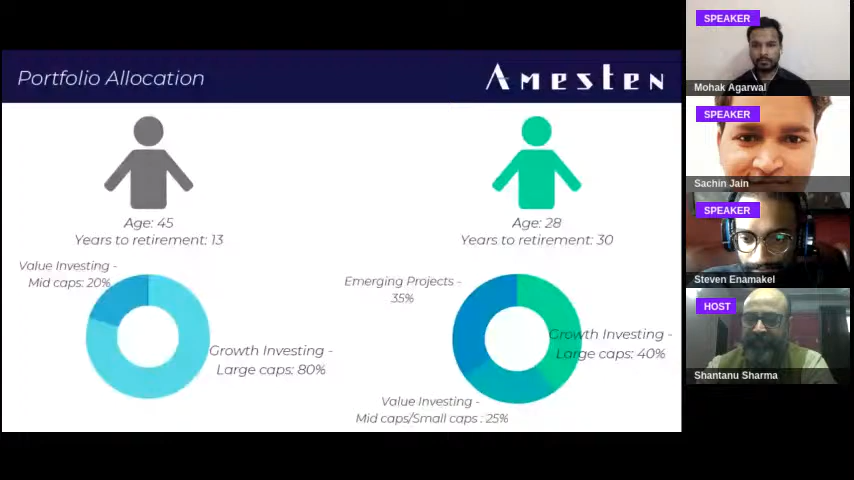 Portfolio Allocation
Amesten
Age: 45
Years to retirement: 13
Value Investing -
Mid caps: 20%
Growth Investing -
Large caps: 80%
Age: 28
Years to retirement: 30
Emerging Projects -
35%
Growth Investing -
Large caps: 40%
Value Investing -
Mid caps/Small caps : 25%
SPEAKER
Mohak Agarwal
SPEAKER
Sachin Jain
SPEAKER
Steven Enamakel
HOST
Shantanu Sharma